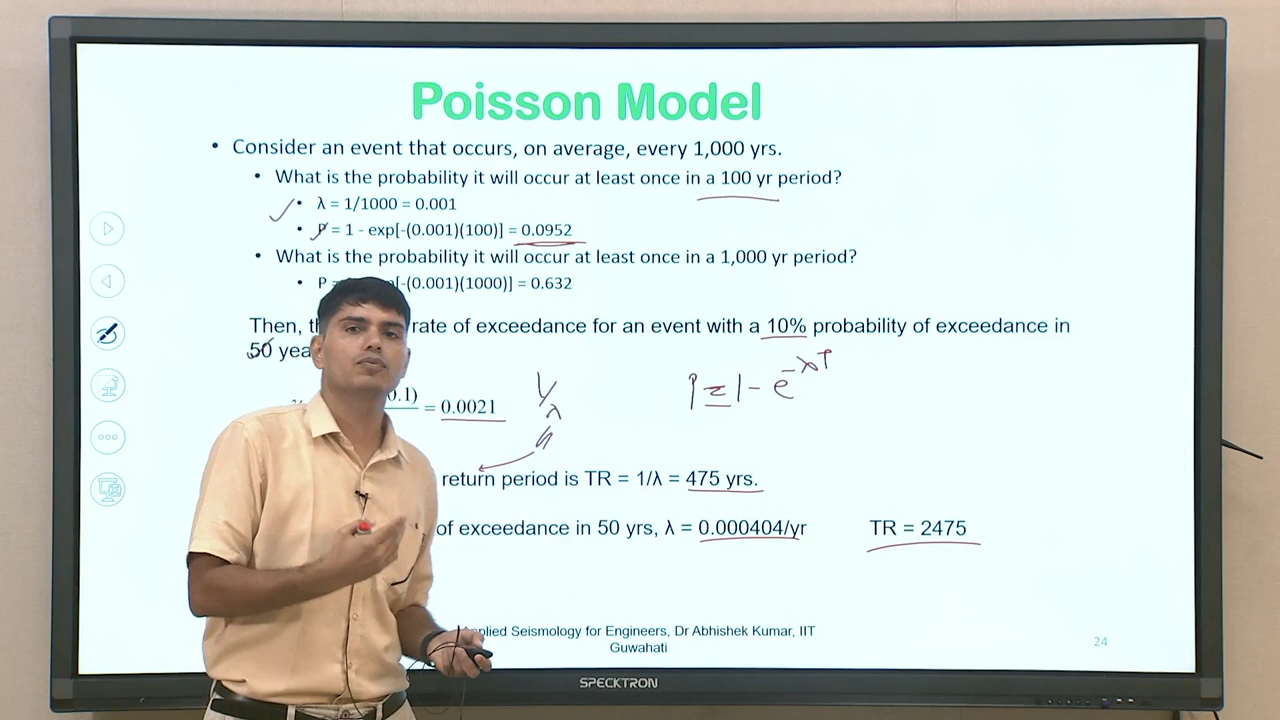 Poisson Model
• Consider an event that occurs, on average, every 1,000 yrs.
• What is the probability it will occur at least once in a 100 yr period?
• λ = 1/1000 = 0.001
• P = 1 - exp[-(0.001)(100)] = 0.0952
• What is the probability it will occur at least once in a 1,000 yr period?
• P = [-(0.001)(1000)] = 0.632
Then, rate of exceedance for an event with a 10% probability of exceedance in
50
0.1) = 0.0021
1/λ
P = 1 - e^-λT
return period is TR = 1/λ = 475 yrs.
of exceedance in 50 yrs, λ = 0.000404/yr TR = 2475
Applied Seismology for Engineers, Dr Abhishek Kumar, IIT
Guwahati
24
SPECKTRON